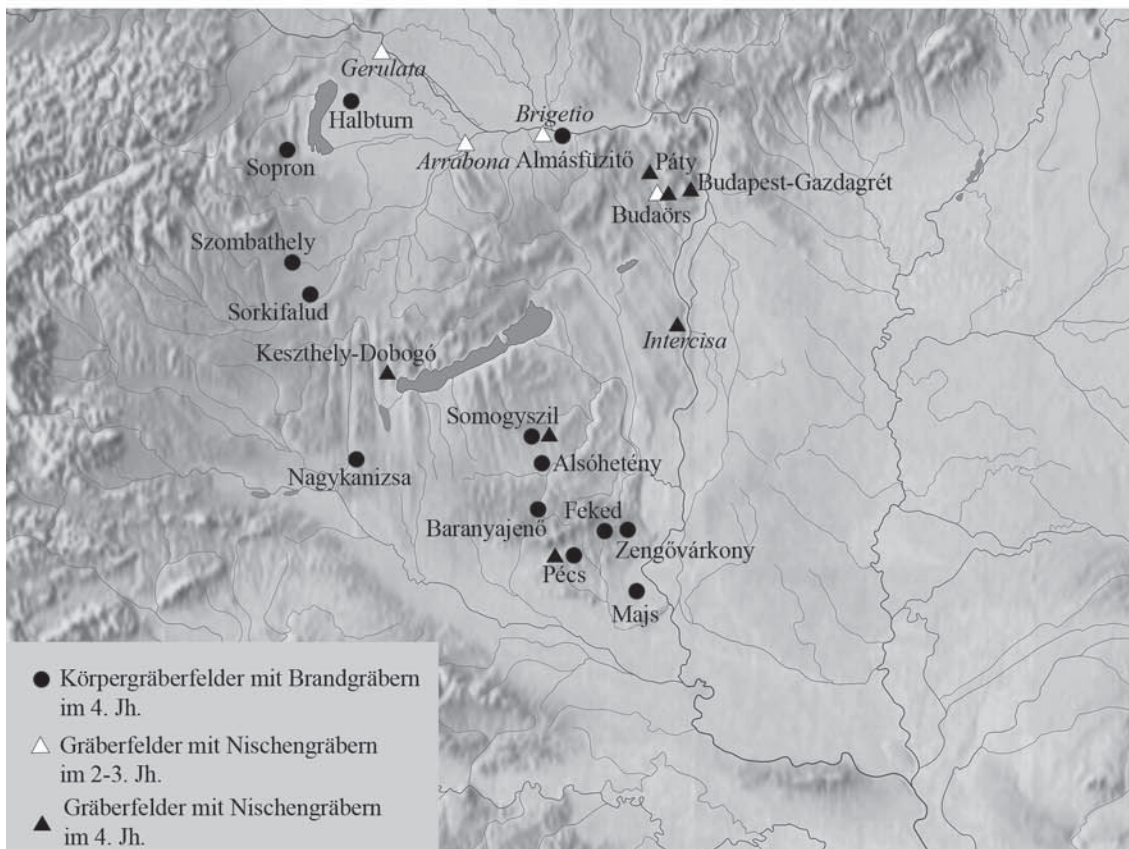 Gerulata
Halbturn
Brigetio
Sopron
Arrabona
Almásfüzitő
Páty
Budapest-Gazdagrét
Budaörs
Szombathely
Sorkifalud
Intercisa
Keszthely-Dobogó
Somogyszil
Alsóhetény
Nagykanizsa
Baranyajenő
Feked
Zengővárkony
Pécs
Majs
Körpergräberfelder mit Brandgräbern
im 4. Jh.
Gräberfelder mit Nischengräbern
im 2-3. Jh.
Gräberfelder mit Nischengräbern
im 4. Jh.